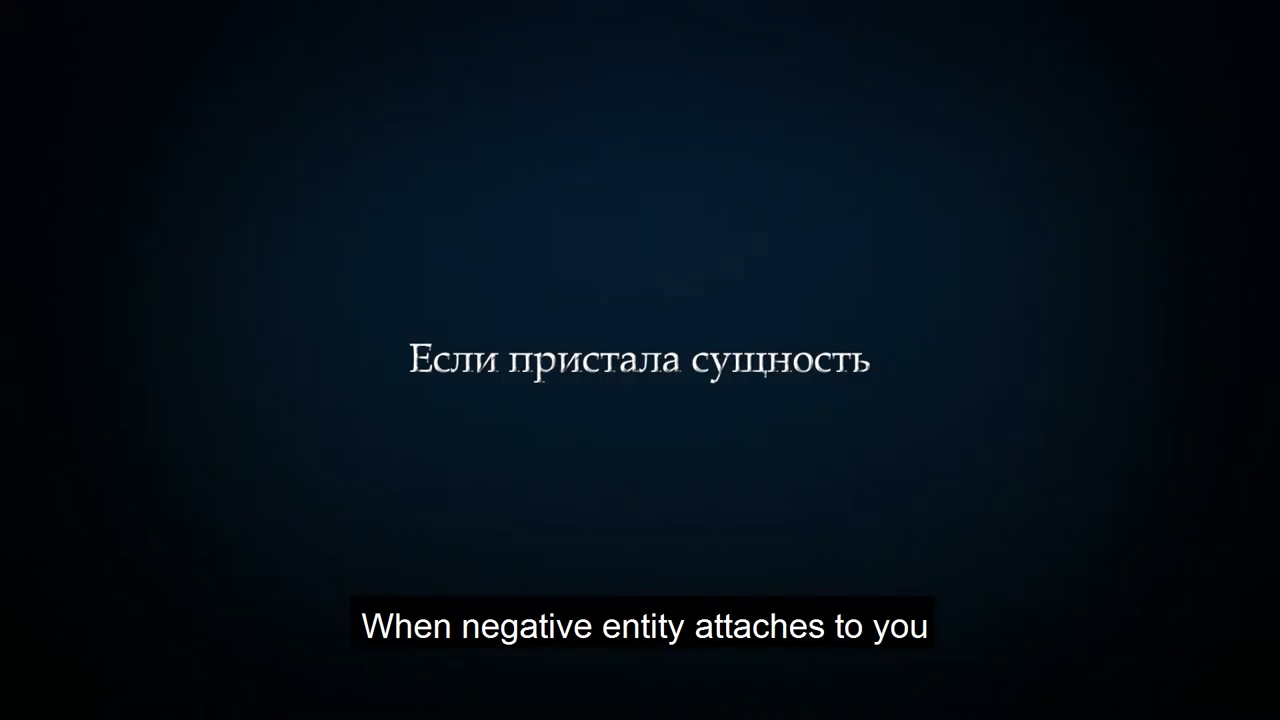 Если пристала сущность
When negative entity attaches to you